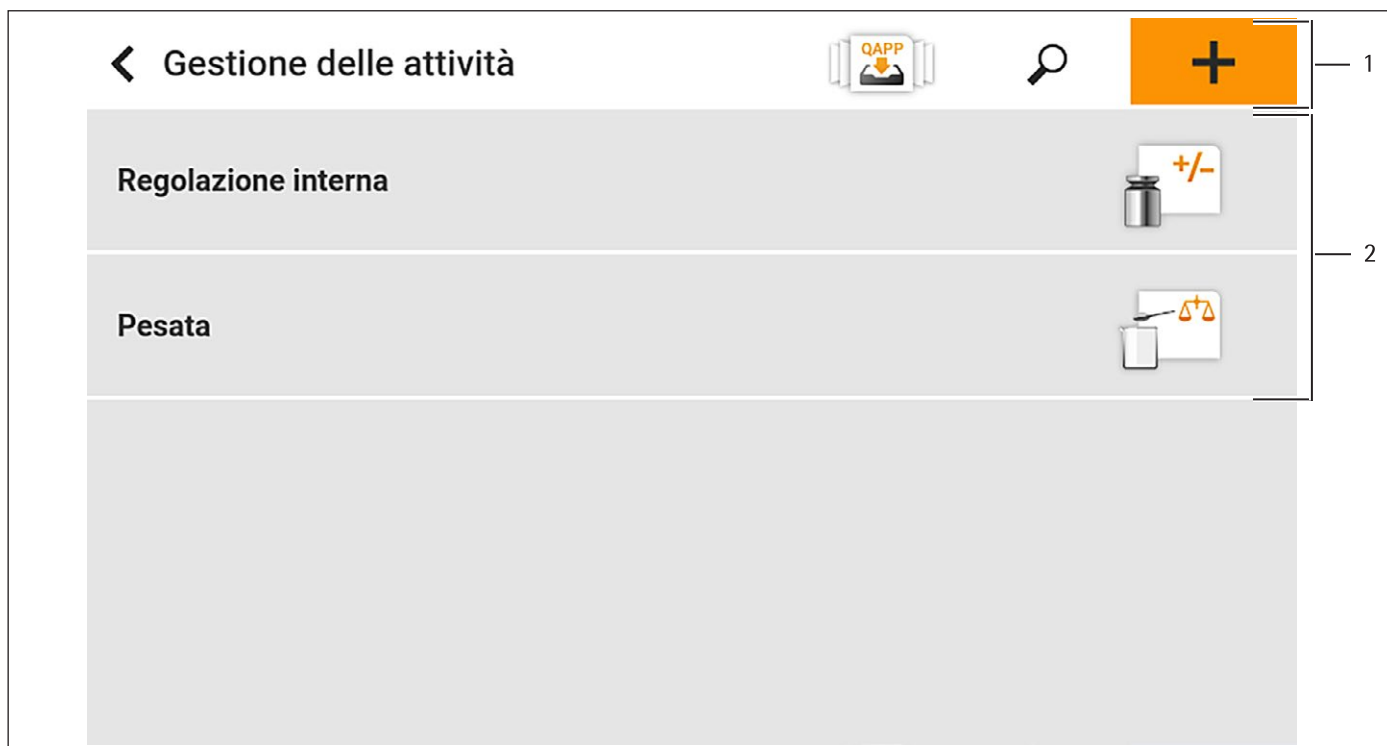 Gestione delle attività
QAPP
1
Regolazione interna
+/-
2
Pesata